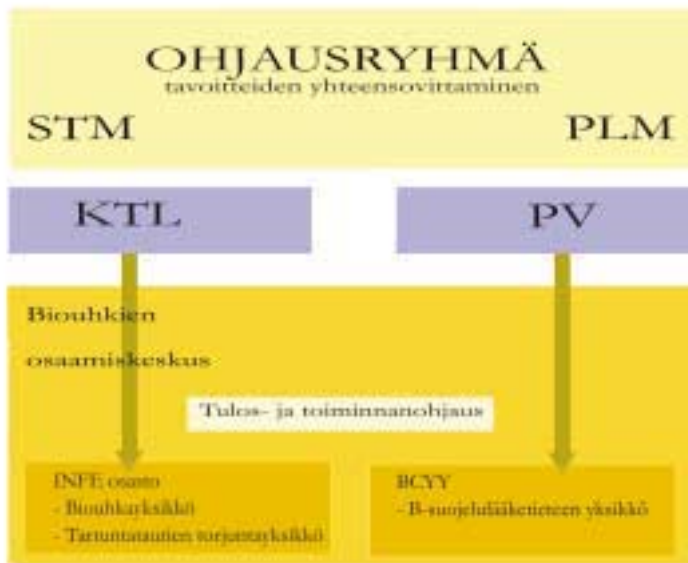 OHJAUSRYHMÄ
tavoitteiden yhteensovittaminen
STM PLM
KTL PV
Biouhkien
osaamiskeskus
Tulos- ja toiminnanohjaus
INFE osasto
- Biouhkayksikkö
- Tartuntatautien torjuntayksikkö
BCYY
- B-suojelulääketieteen yksikkö